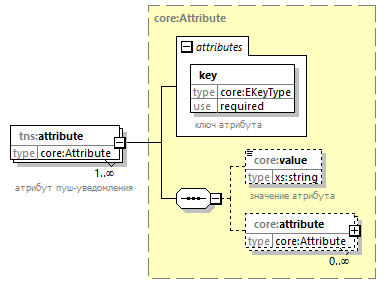 core:Attribute
attributes
key
type core:EKeyType
use required
ключ атрибута
tns:attribute
type core:Attribute
1..∞
атрибут пуш-уведомления
core:value
type xs:string
значение атрибута
core:attribute
type core:Attribute
0..∞